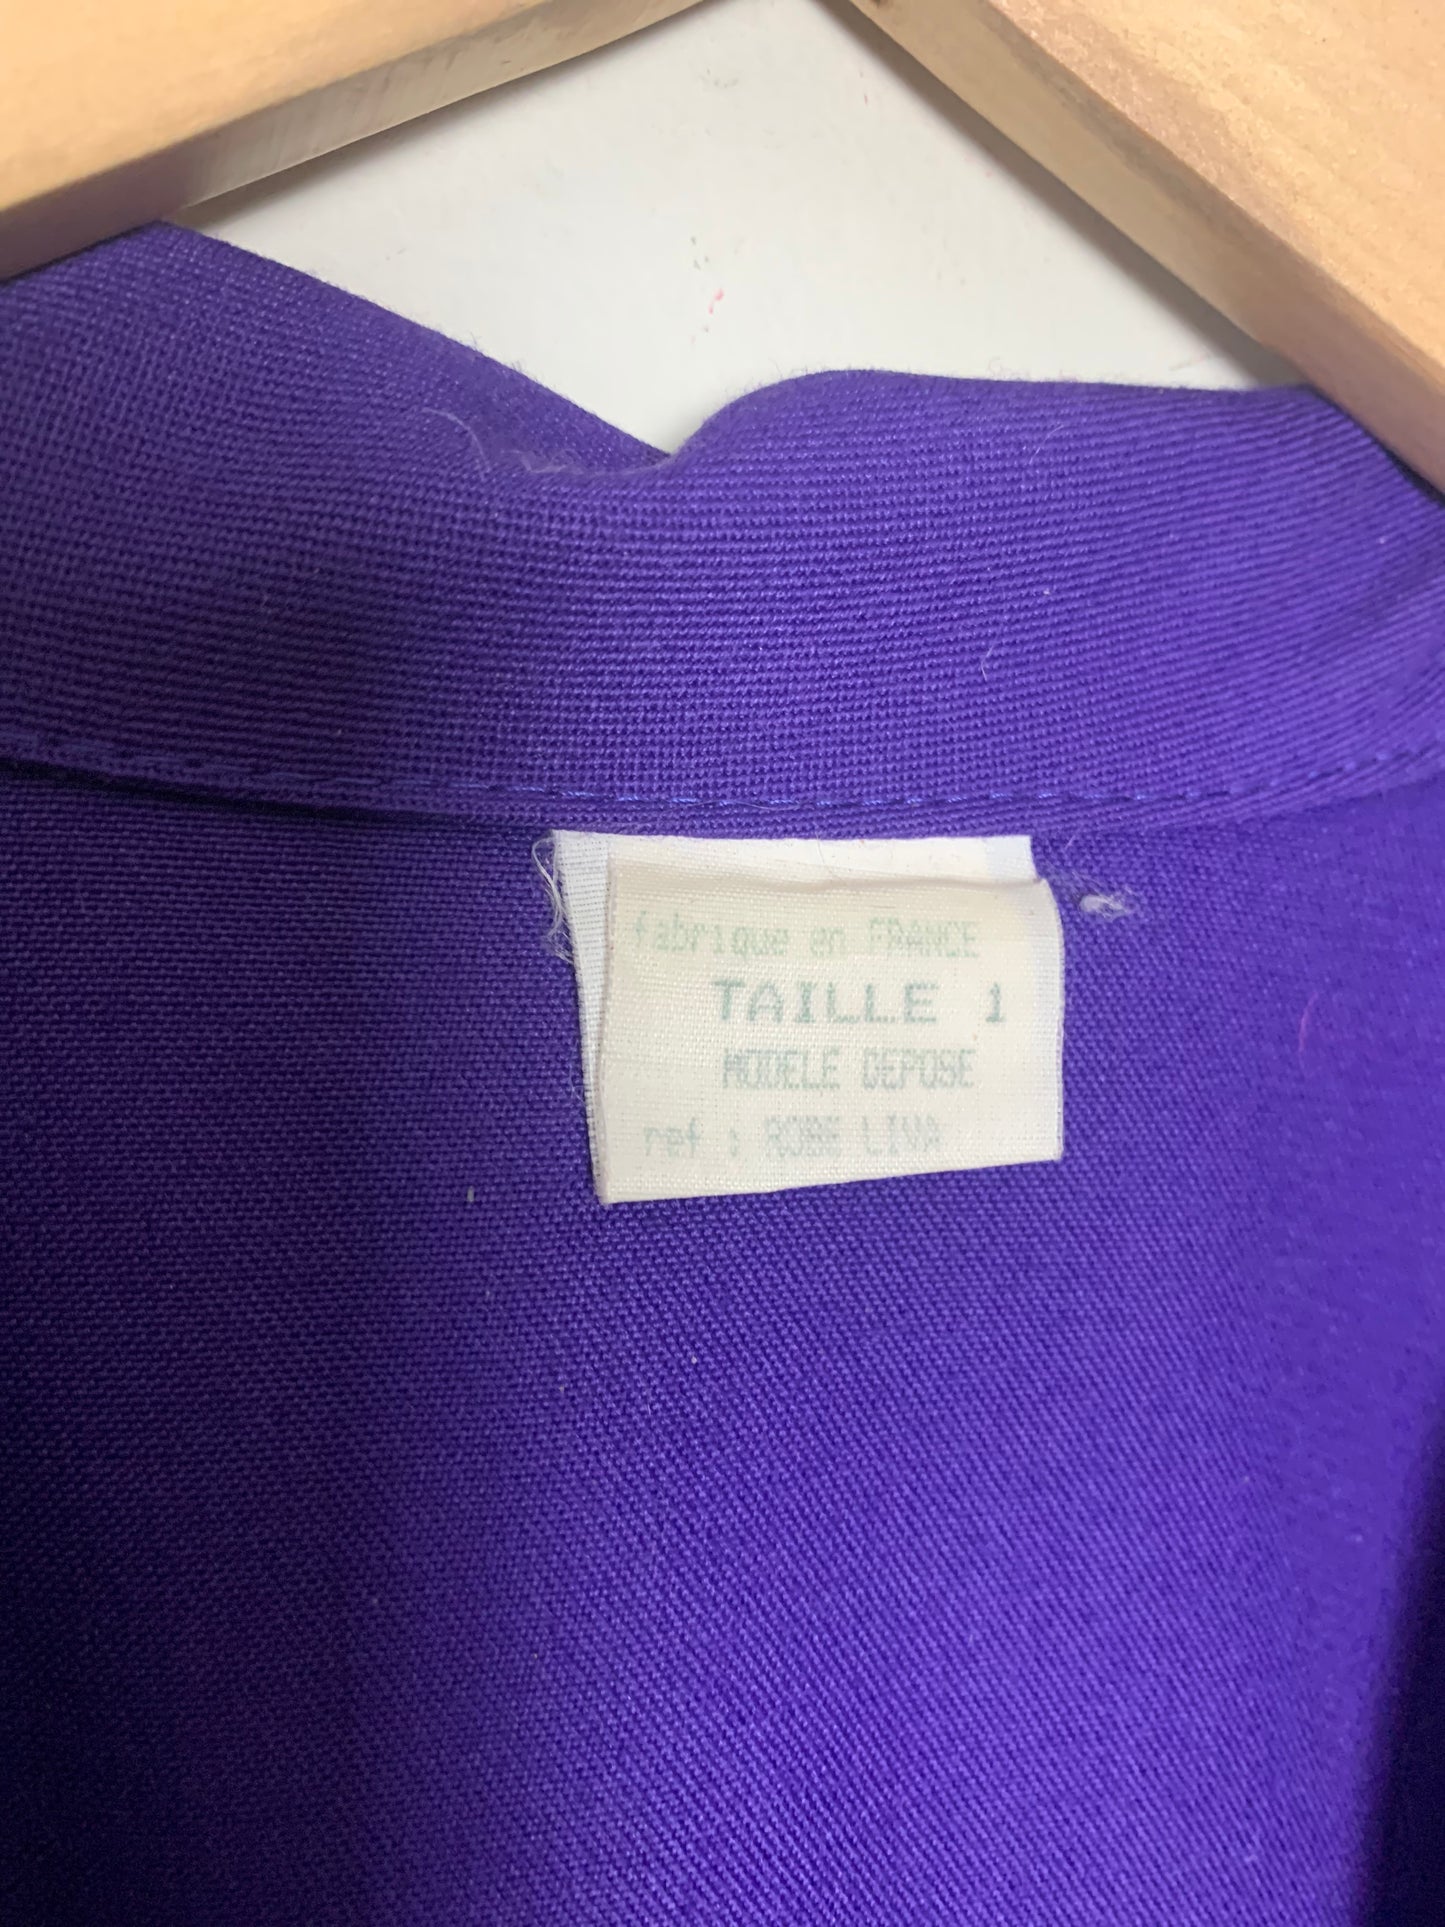 fabrique en FRANCE
TAILLE 1
MODELE DEPOSE
ref : ROBE LIVA